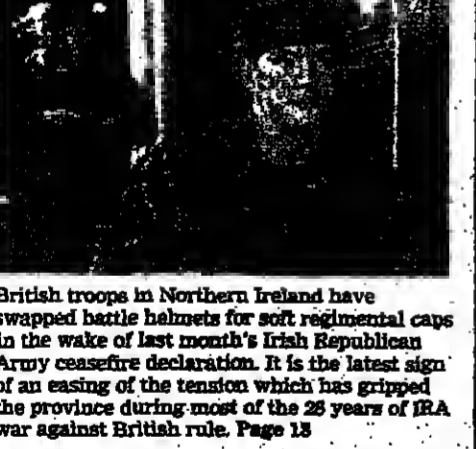 British troops in Northern Ireland have
swapped battle helmets for soft regimental caps
in the wake of last month's Irish Republican
Army ceasefire declaration. It is the latest sign
of an easing of the tension which has gripped
the province during most of the 25 years of IRA
war against British rule. Page 18